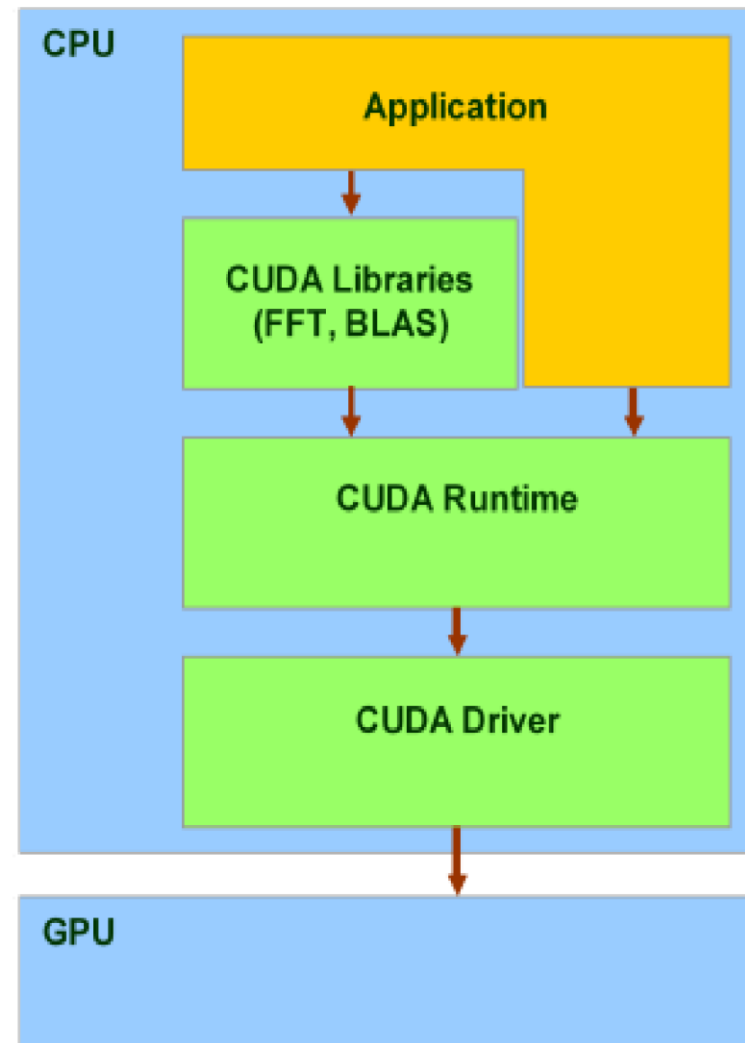 CPU
Application
CUDA Libraries
(FFT, BLAS)
CUDA Runtime
CUDA Driver
GPU